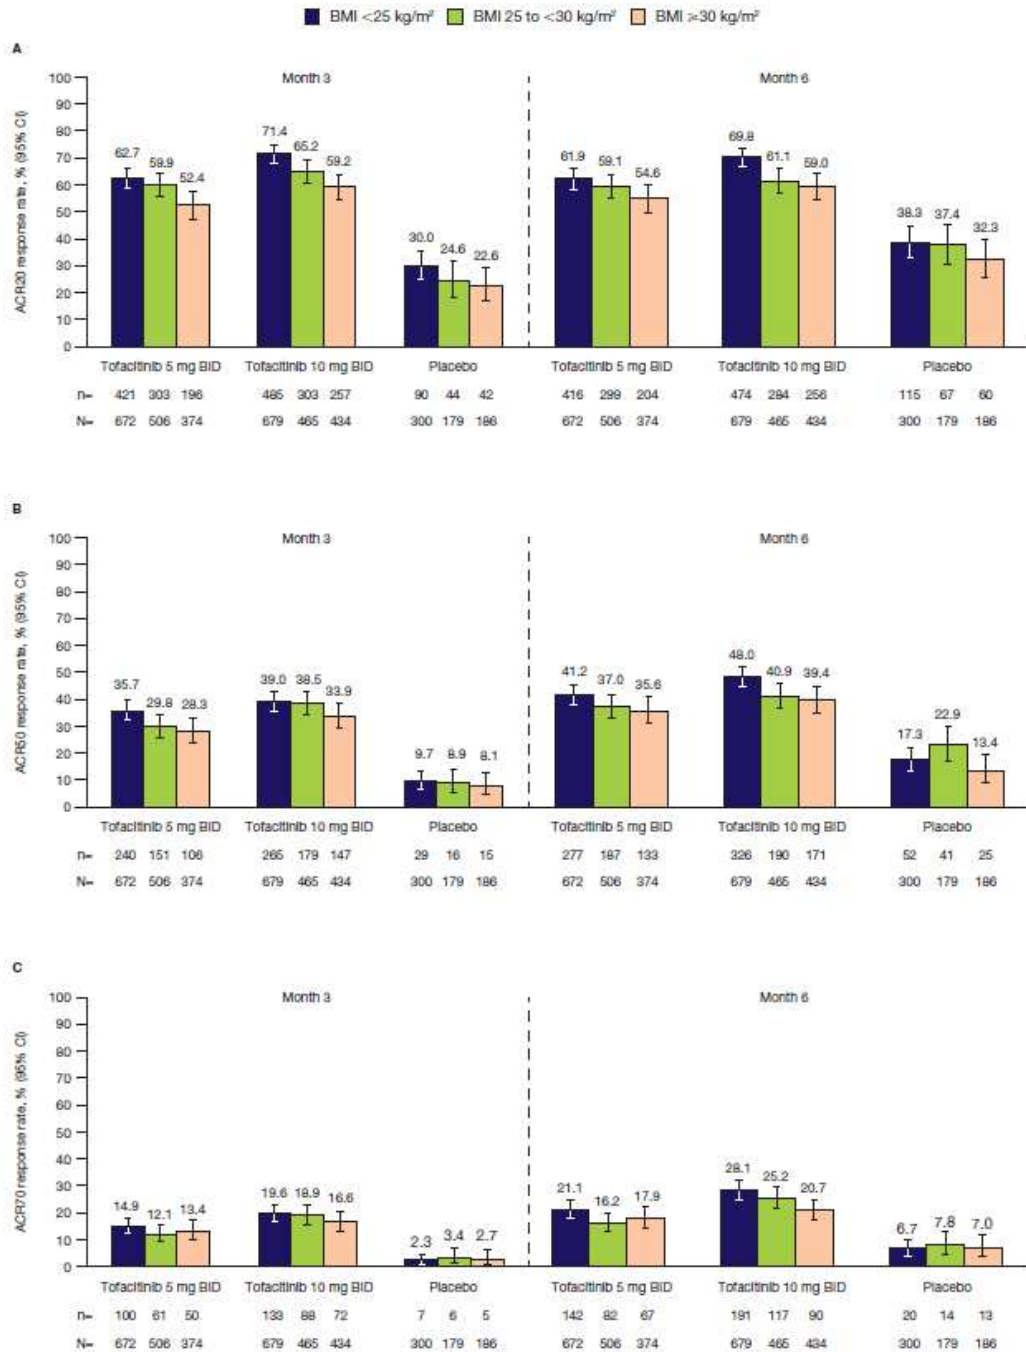 BMI <25 kg/m² BMI 25 to <30 kg/m² BMI ≥30 kg/m²
A
Month 3 Month 6
ACR20 response rate, % (95% CI)
100
90
80
70
60
50
40
30
20
10
0
62.7 59.9 52.4 71.4 65.2 59.2 30.0 24.6 22.6 61.9 59.1 54.6 69.8 61.1 59.0 38.3 37.4 32.3
Tofacitinib 5 mg BID Tofacitinib 10 mg BID Placebo Tofacitinib 5 mg BID Tofacitinib 10 mg BID Placebo
n= 421 303 196 485 303 257 90 44 42 416 299 204 474 284 256 115 67 60
N= 672 506 374 679 465 434 300 179 186 672 506 374 679 465 434 300 179 186
B
Month 3 Month 6
ACR50 response rate, % (95% CI)
100
90
80
70
60
50
40
30
20
10
0
35.7 29.8 28.3 39.0 38.5 33.9 9.7 8.9 8.1 41.2 37.0 35.6 48.0 40.9 39.4 17.3 22.9 13.4
Tofacitinib 5 mg BID Tofacitinib 10 mg BID Placebo Tofacitinib 5 mg BID Tofacitinib 10 mg BID Placebo
n= 240 151 106 265 179 147 29 16 15 277 187 133 326 190 171 52 41 25
N= 672 506 374 679 465 434 300 179 186 672 506 374 679 465 434 300 179 186
C
Month 3 Month 6
ACR70 response rate, % (95% CI)
100
90
80
70
60
50
40
30
20
10
0
14.9 12.1 13.4 19.6 18.9 16.6 2.3 3.4 2.7 21.1 16.2 17.9 28.1 25.2 20.7 6.7 7.8 7.0
Tofacitinib 5 mg BID Tofacitinib 10 mg BID Placebo Tofacitinib 5 mg BID Tofacitinib 10 mg BID Placebo
n= 100 61 50 133 88 72 7 6 5 142 82 67 191 117 90 20 14 13
N= 672 506 374 679 465 434 300 179 186 672 506 374 679 465 434 300 179 186